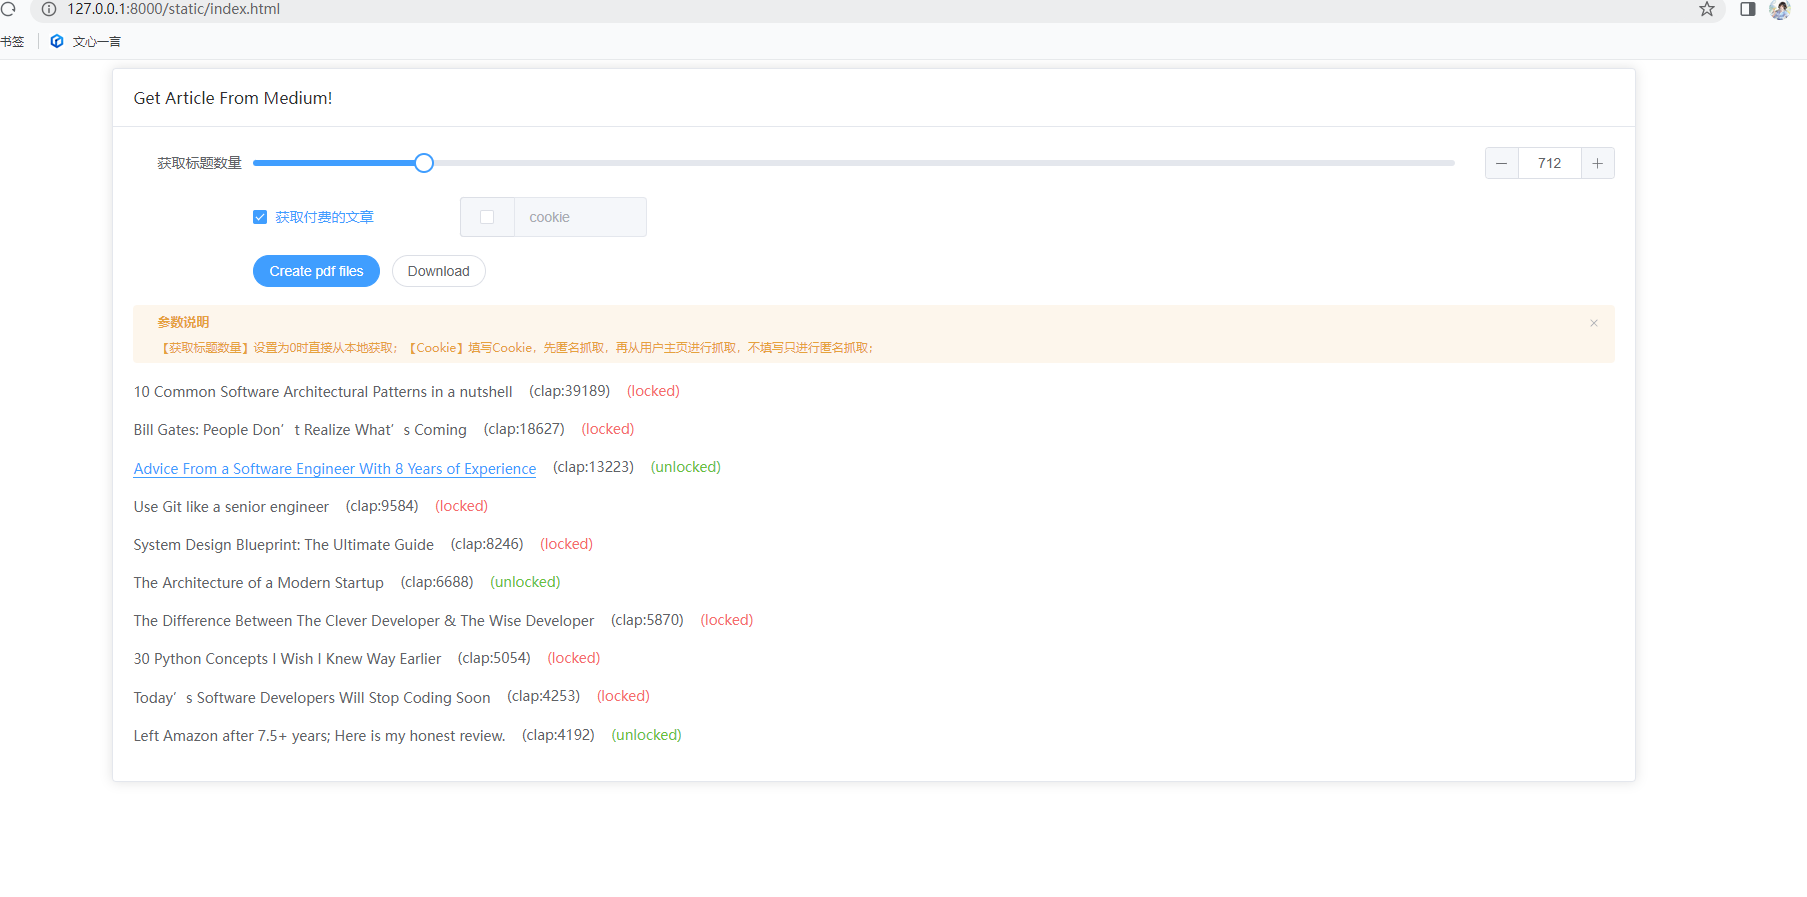 127.0.0.1:8000/static/index.html
书签 文心一言
Get Article From Medium!
获取标题数量 712
获取付费的文章 cookie
Create pdf files Download
参数说明
【获取标题数量】设置为0时直接从本地获取；【Cookie】填写Cookie，先匿名抓取，再从用户主页进行抓取，不填写只进行匿名抓取；
10 Common Software Architectural Patterns in a nutshell (clap:39189) (locked)
Bill Gates: People Don’t Realize What’s Coming (clap:18627) (locked)
Advice From a Software Engineer With 8 Years of Experience (clap:13223) (unlocked)
Use Git like a senior engineer (clap:9584) (locked)
System Design Blueprint: The Ultimate Guide (clap:8246) (locked)
The Architecture of a Modern Startup (clap:6688) (unlocked)
The Difference Between The Clever Developer & The Wise Developer (clap:5870) (locked)
30 Python Concepts I Wish I Knew Way Earlier (clap:5054) (locked)
Today’s Software Developers Will Stop Coding Soon (clap:4253) (locked)
Left Amazon after 7.5+ years; Here is my honest review. (clap:4192) (unlocked)